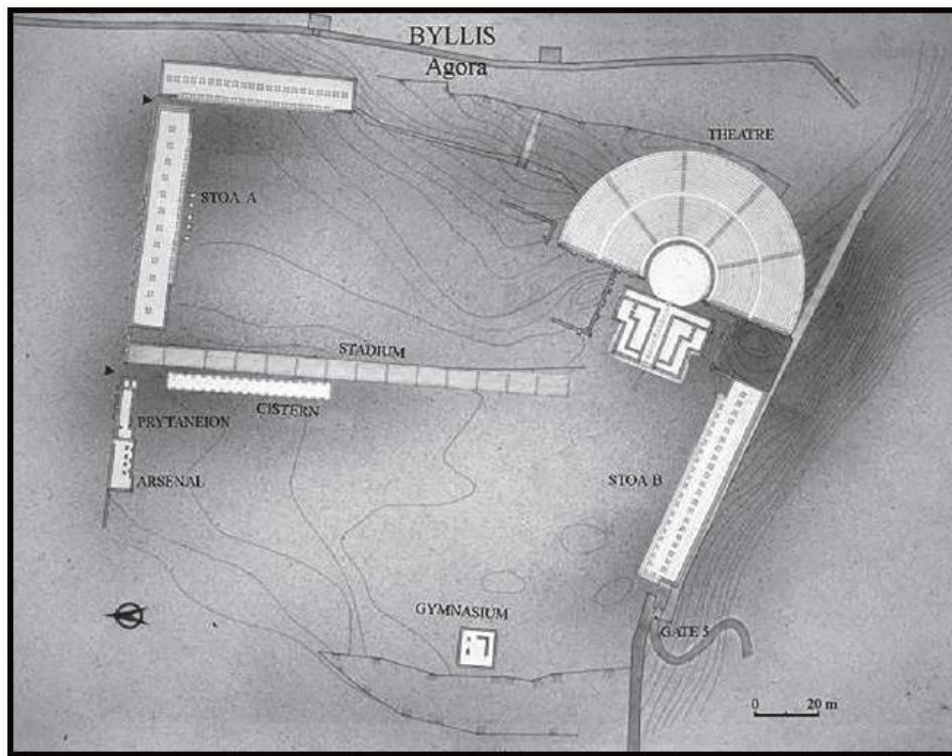 BYLLIS
Agora
THEATRE
STOA A
STADIUM
CISTERN
PRYTANEION
ARSENAL
STOA B
GYMNASIUM
GATE 5
0 20 m